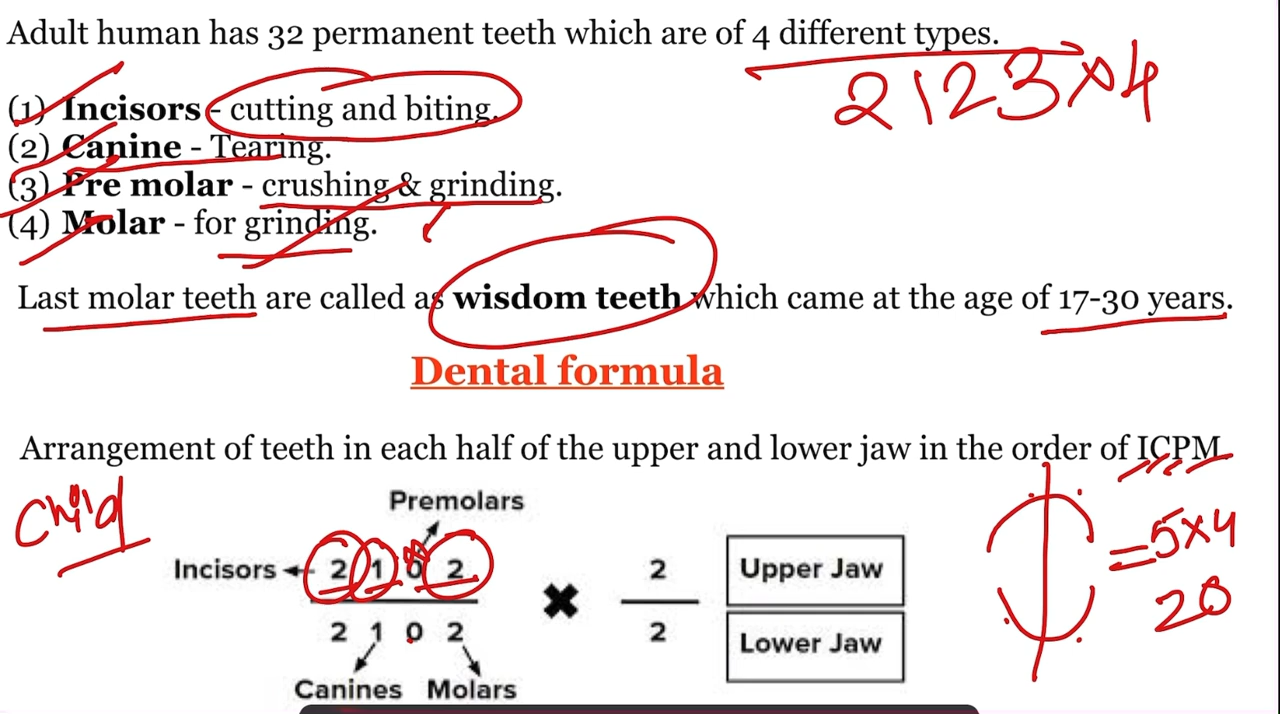 Adult human has 32 permanent teeth which are of 4 different types.
2123×4
(1) Incisors - cutting and biting.
(2) Canine - Tearing.
(3) Pre molar - crushing & grinding.
(4) Molar - for grinding.
Last molar teeth are called as wisdom teeth which came at the age of 17-30 years.
Dental formula
Arrangement of teeth in each half of the upper and lower jaw in the order of ICPM.
Child
Premolars
Incisors 2 1 0 2 2 Upper Jaw
2 1 0 2 2 Lower Jaw
Canines Molars
=5×4
20